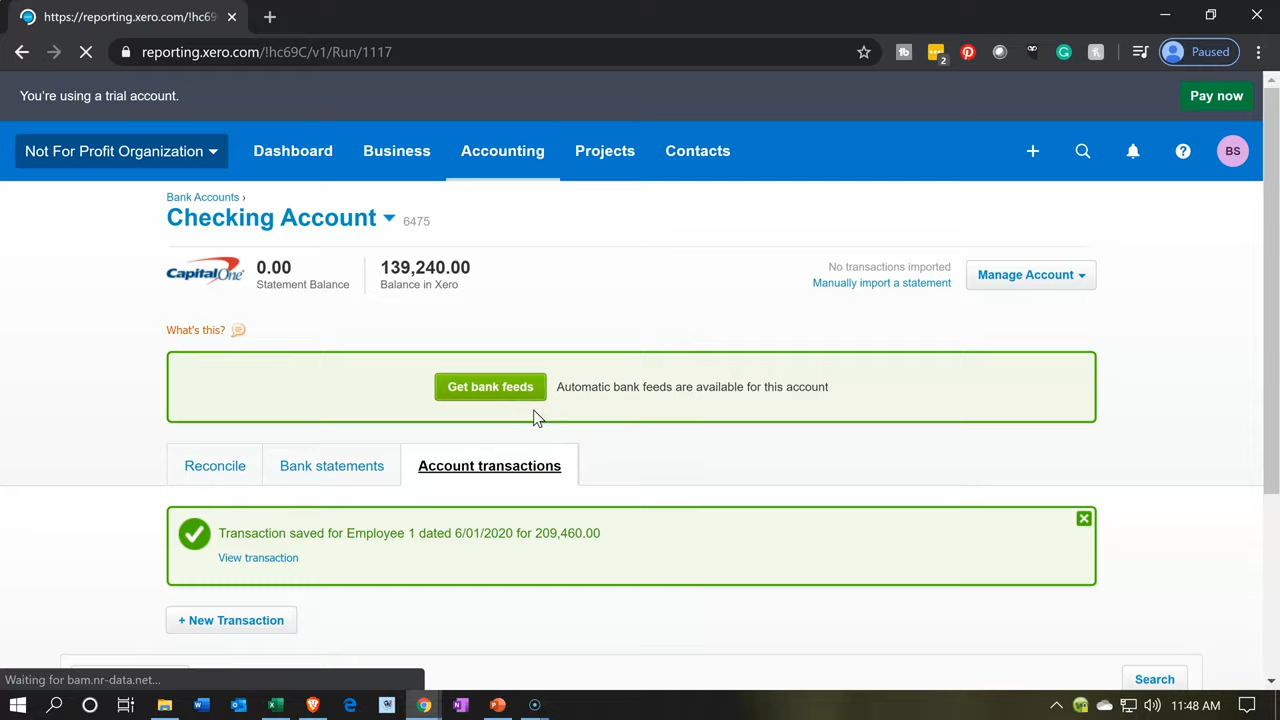 https://reporting.xero.com/!hc69
reporting.xero.com/!hc69C/v1/Run/1117
2
Paused
You're using a trial account.
Pay now
Not For Profit Organization
Dashboard
Business
Accounting
Projects
Contacts
BS
Bank Accounts ›
Checking Account
6475
CapitalOne
0.00
Statement Balance
139,240.00
Balance in Xero
No transactions imported
Manually import a statement
Manage Account
What's this?
Get bank feeds
Automatic bank feeds are available for this account
Reconcile
Bank statements
Account transactions
Transaction saved for Employee 1 dated 6/01/2020 for 209,460.00
View transaction
+ New Transaction
Search
Waiting for bam.nr-data.net...
11:48 AM